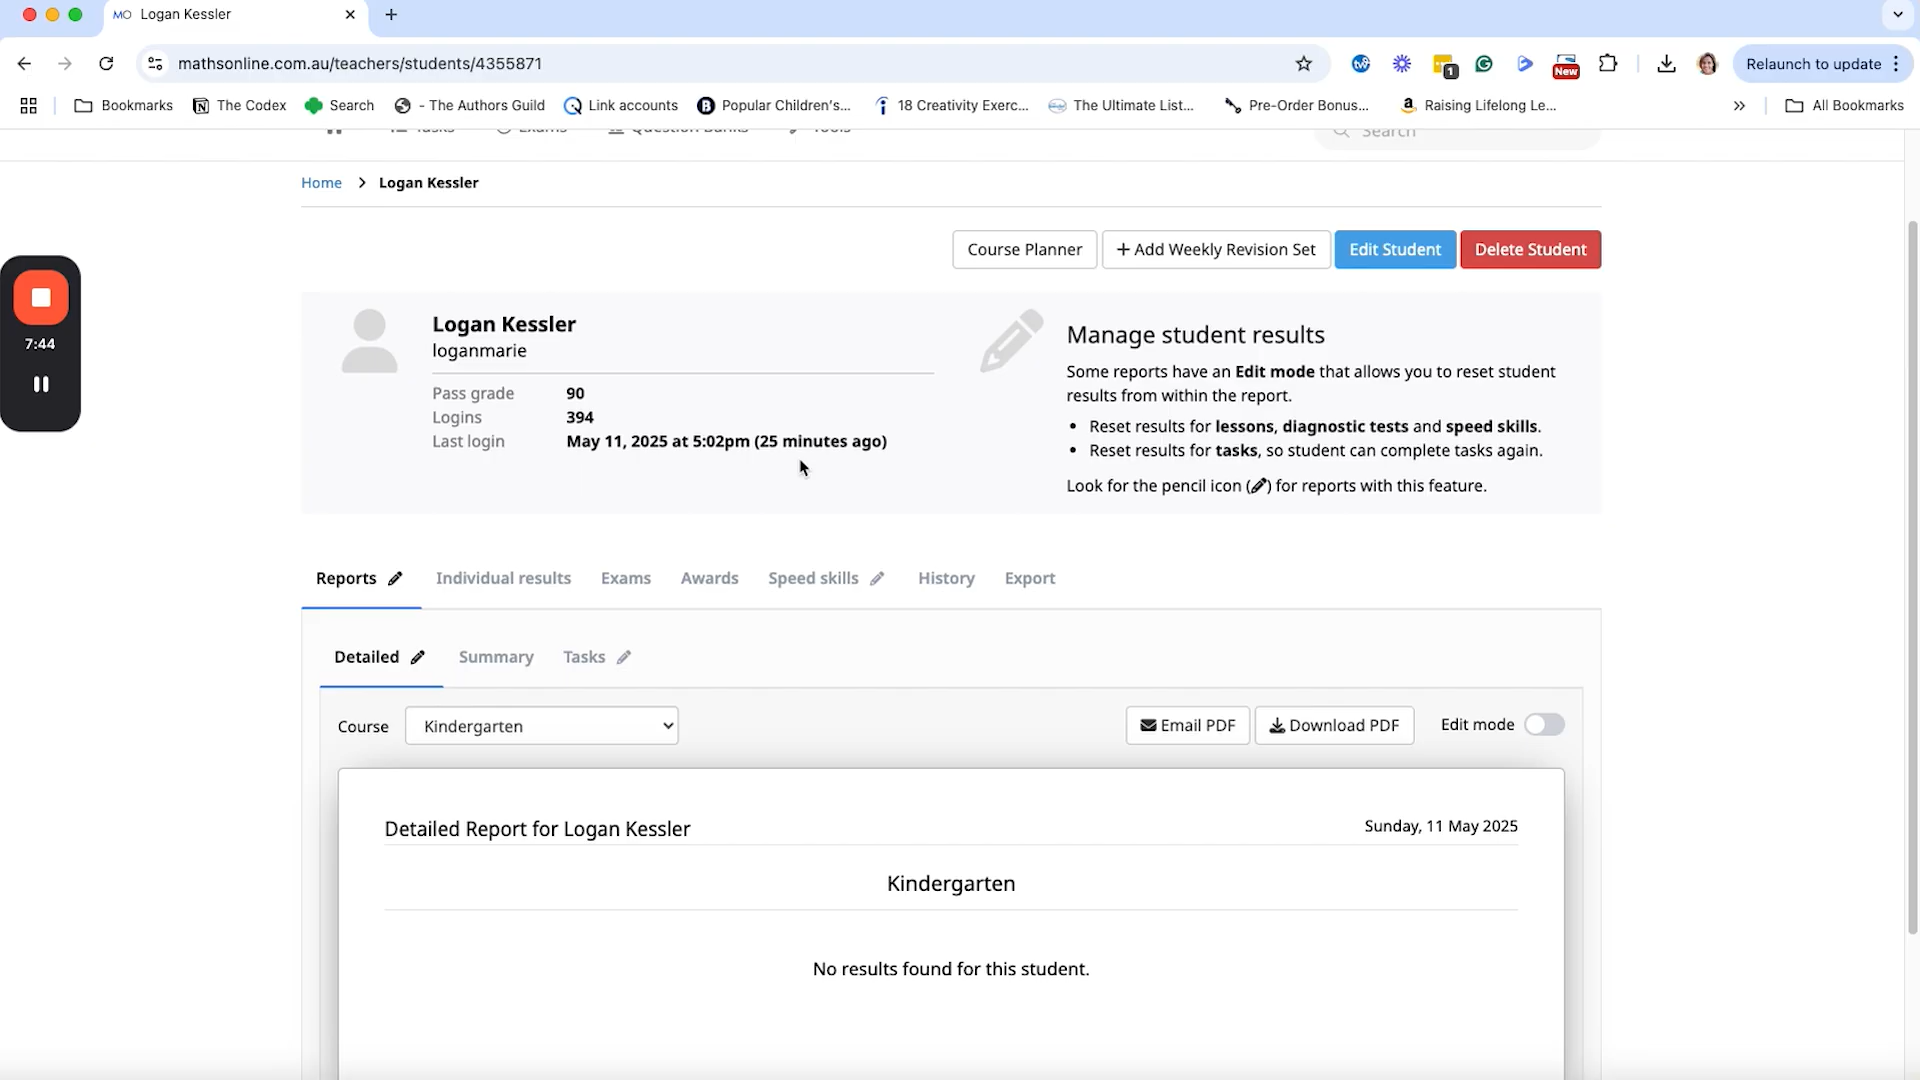 MO Logan Kessler
mathsonline.com.au/teachers/students/4355871
1
New
Relaunch to update
Bookmarks
The Codex
Search
- The Authors Guild
Link accounts
Popular Children's...
18 Creativity Exerc...
The Ultimate List...
Pre-Order Bonus...
Raising Lifelong Le...
All Bookmarks
Tasks
Exams
Question Banks
Tools
Search
Home > Logan Kessler
Course Planner
+ Add Weekly Revision Set
Edit Student
Delete Student
7:44
Logan Kessler
loganmarie
Pass grade 90
Logins 394
Last login May 11, 2025 at 5:02pm (25 minutes ago)
Manage student results
Some reports have an Edit mode that allows you to reset student
results from within the report.
• Reset results for lessons, diagnostic tests and speed skills.
• Reset results for tasks, so student can complete tasks again.
Look for the pencil icon () for reports with this feature.
Reports
Individual results
Exams
Awards
Speed skills
History
Export
Detailed
Summary
Tasks
Course
Kindergarten
Email PDF
Download PDF
Edit mode
Detailed Report for Logan Kessler
Sunday, 11 May 2025
Kindergarten
No results found for this student.